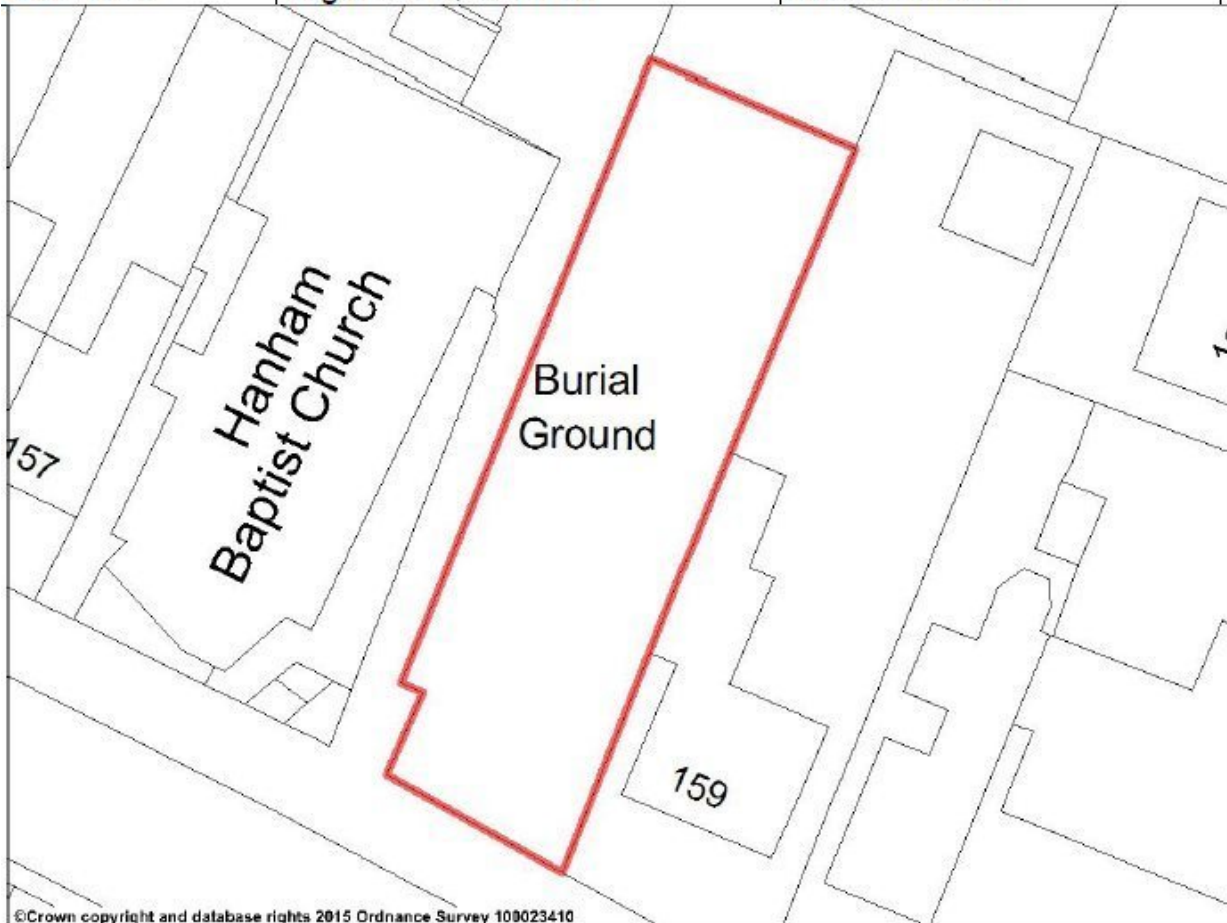 Hanham
Baptist Church
Burial
Ground
157
159
©Crown copyright and database rights 2015 Ordnance Survey 100023410